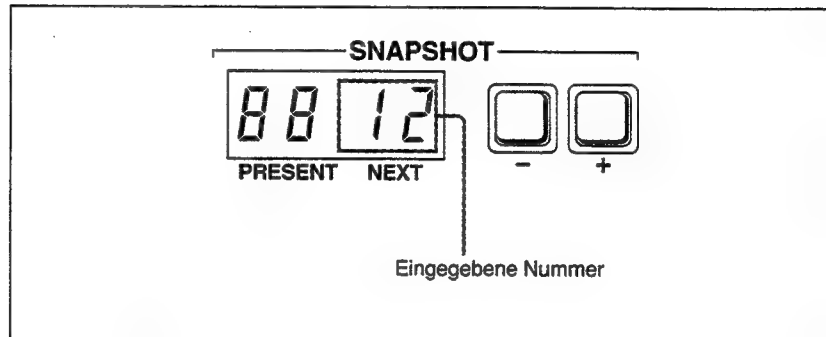 SNAPSHOT
88 12
PRESENT NEXT
- +
Eingegebene Nummer